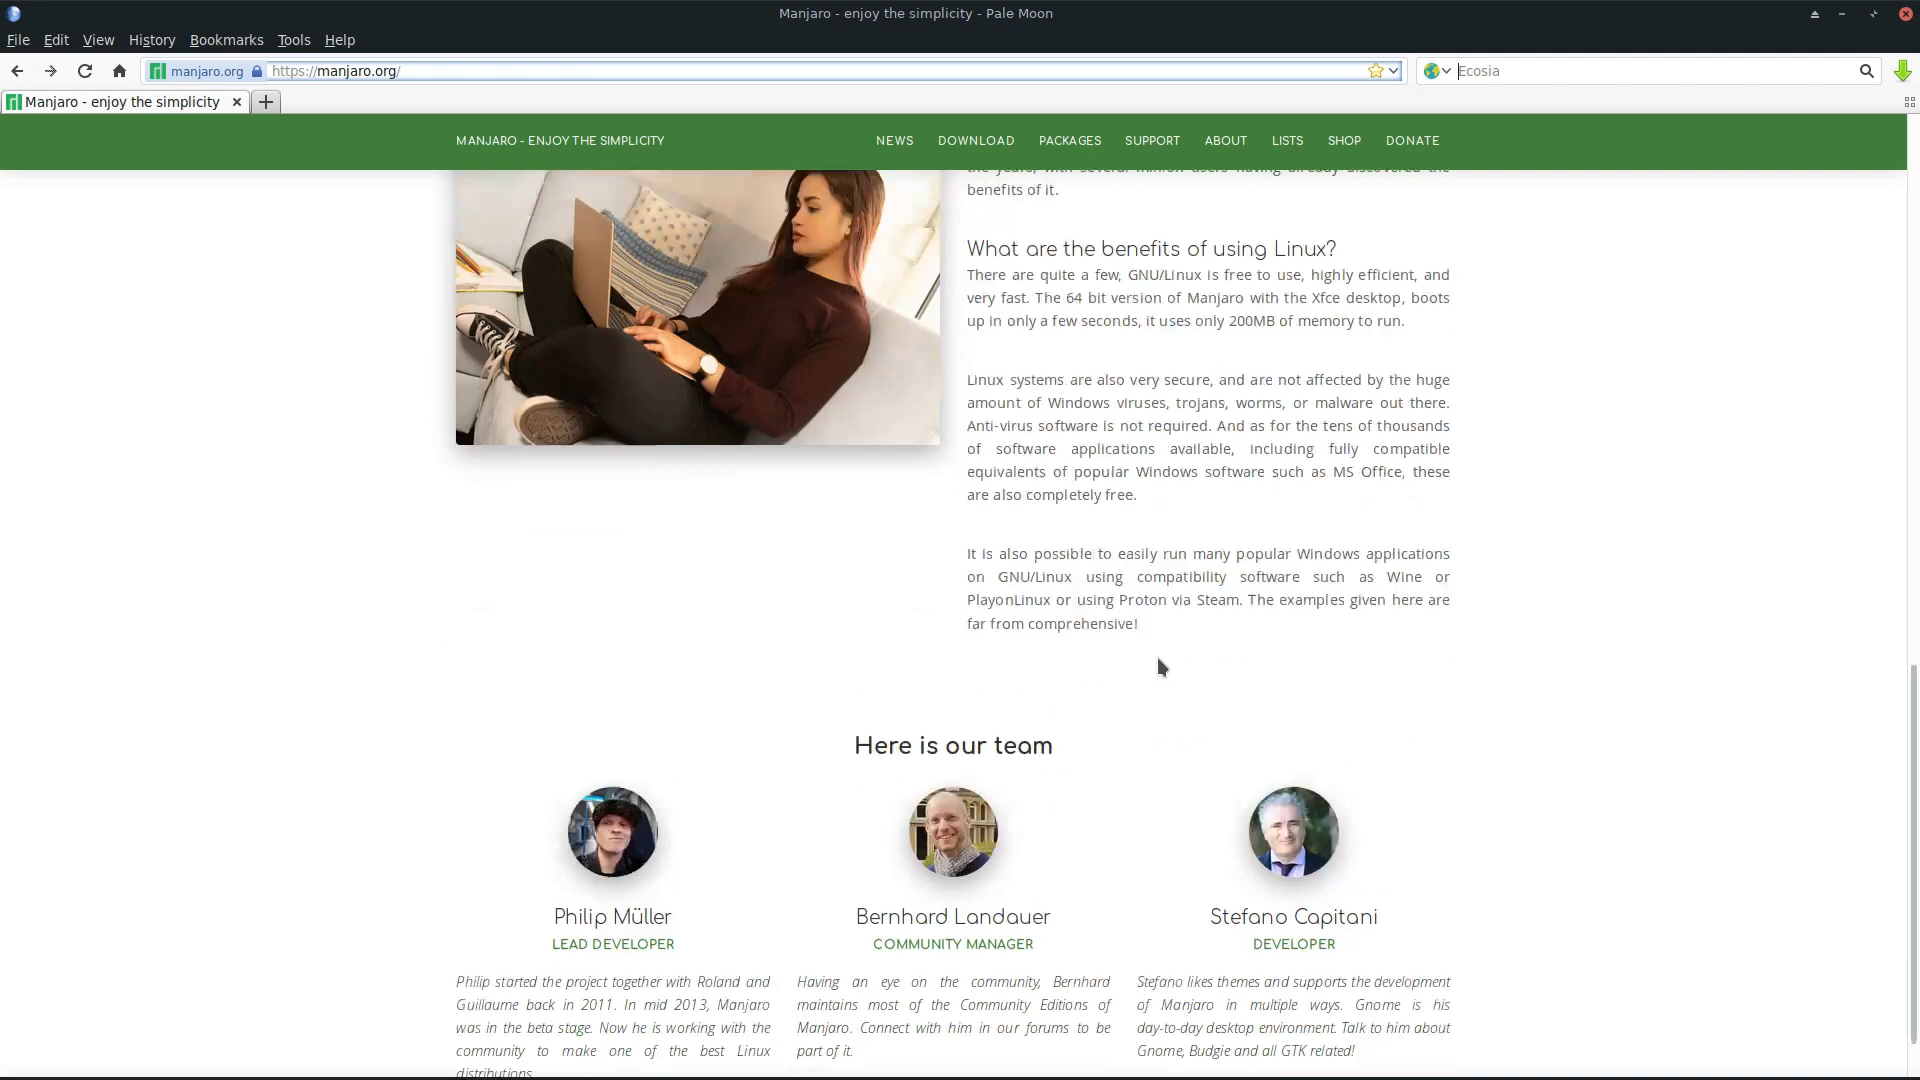 Manjaro - enjoy the simplicity - Pale Moon
File Edit View History Bookmarks Tools Help
manjaro.org https://manjaro.org/ Ecosia
Manjaro - enjoy the simplicity
MANJARO - ENJOY THE SIMPLICITY NEWS DOWNLOAD PACKAGES SUPPORT ABOUT LISTS SHOP DONATE
the years, with several million users having already discovered the
benefits of it.
What are the benefits of using Linux?
There are quite a few, GNU/Linux is free to use, highly efficient, and
very fast. The 64 bit version of Manjaro with the Xfce desktop, boots
up in only a few seconds, it uses only 200MB of memory to run.
Linux systems are also very secure, and are not affected by the huge
amount of Windows viruses, trojans, worms, or malware out there.
Anti-virus software is not required. And as for the tens of thousands
of software applications available, including fully compatible
equivalents of popular Windows software such as MS Office, these
are also completely free.
It is also possible to easily run many popular Windows applications
on GNU/Linux using compatibility software such as Wine or
PlayonLinux or using Proton via Steam. The examples given here are
far from comprehensive!
Here is our team
Philip Müller
LEAD DEVELOPER
Philip started the project together with Roland and
Guillaume back in 2011. In mid 2013, Manjaro
was in the beta stage. Now he is working with the
community to make one of the best Linux
distributions
Bernhard Landauer
COMMUNITY MANAGER
Having an eye on the community, Bernhard
maintains most of the Community Editions of
Manjaro. Connect with him in our forums to be
part of it.
Stefano Capitani
DEVELOPER
Stefano likes themes and supports the development
of Manjaro in multiple ways. Gnome is his
day-to-day desktop environment. Talk to him about
Gnome, Budgie and all GTK related!